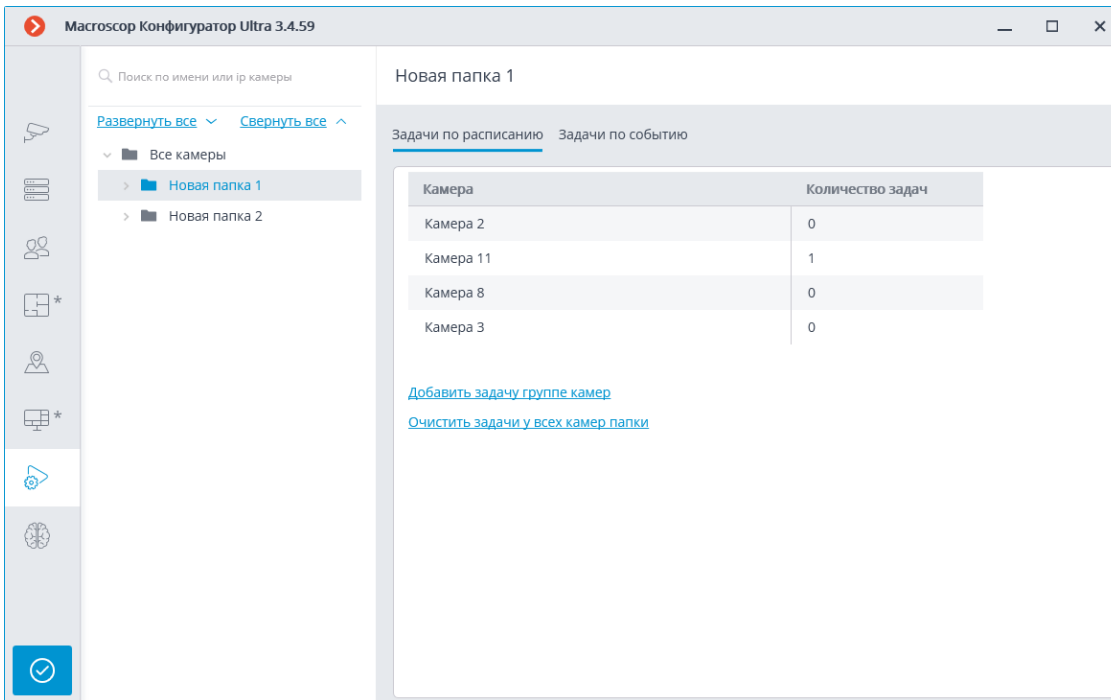 Macroscop Конфигуратор Ultra 3.4.59
Поиск по имени или ip камеры
Развернуть все Свернуть все
Все камеры
Новая папка 1
Новая папка 2
*
*
Новая папка 1
Задачи по расписанию Задачи по событию
Камера Количество задач
Камера 2 0
Камера 11 1
Камера 8 0
Камера 3 0
Добавить задачу группе камер
Очистить задачи у всех камер папки